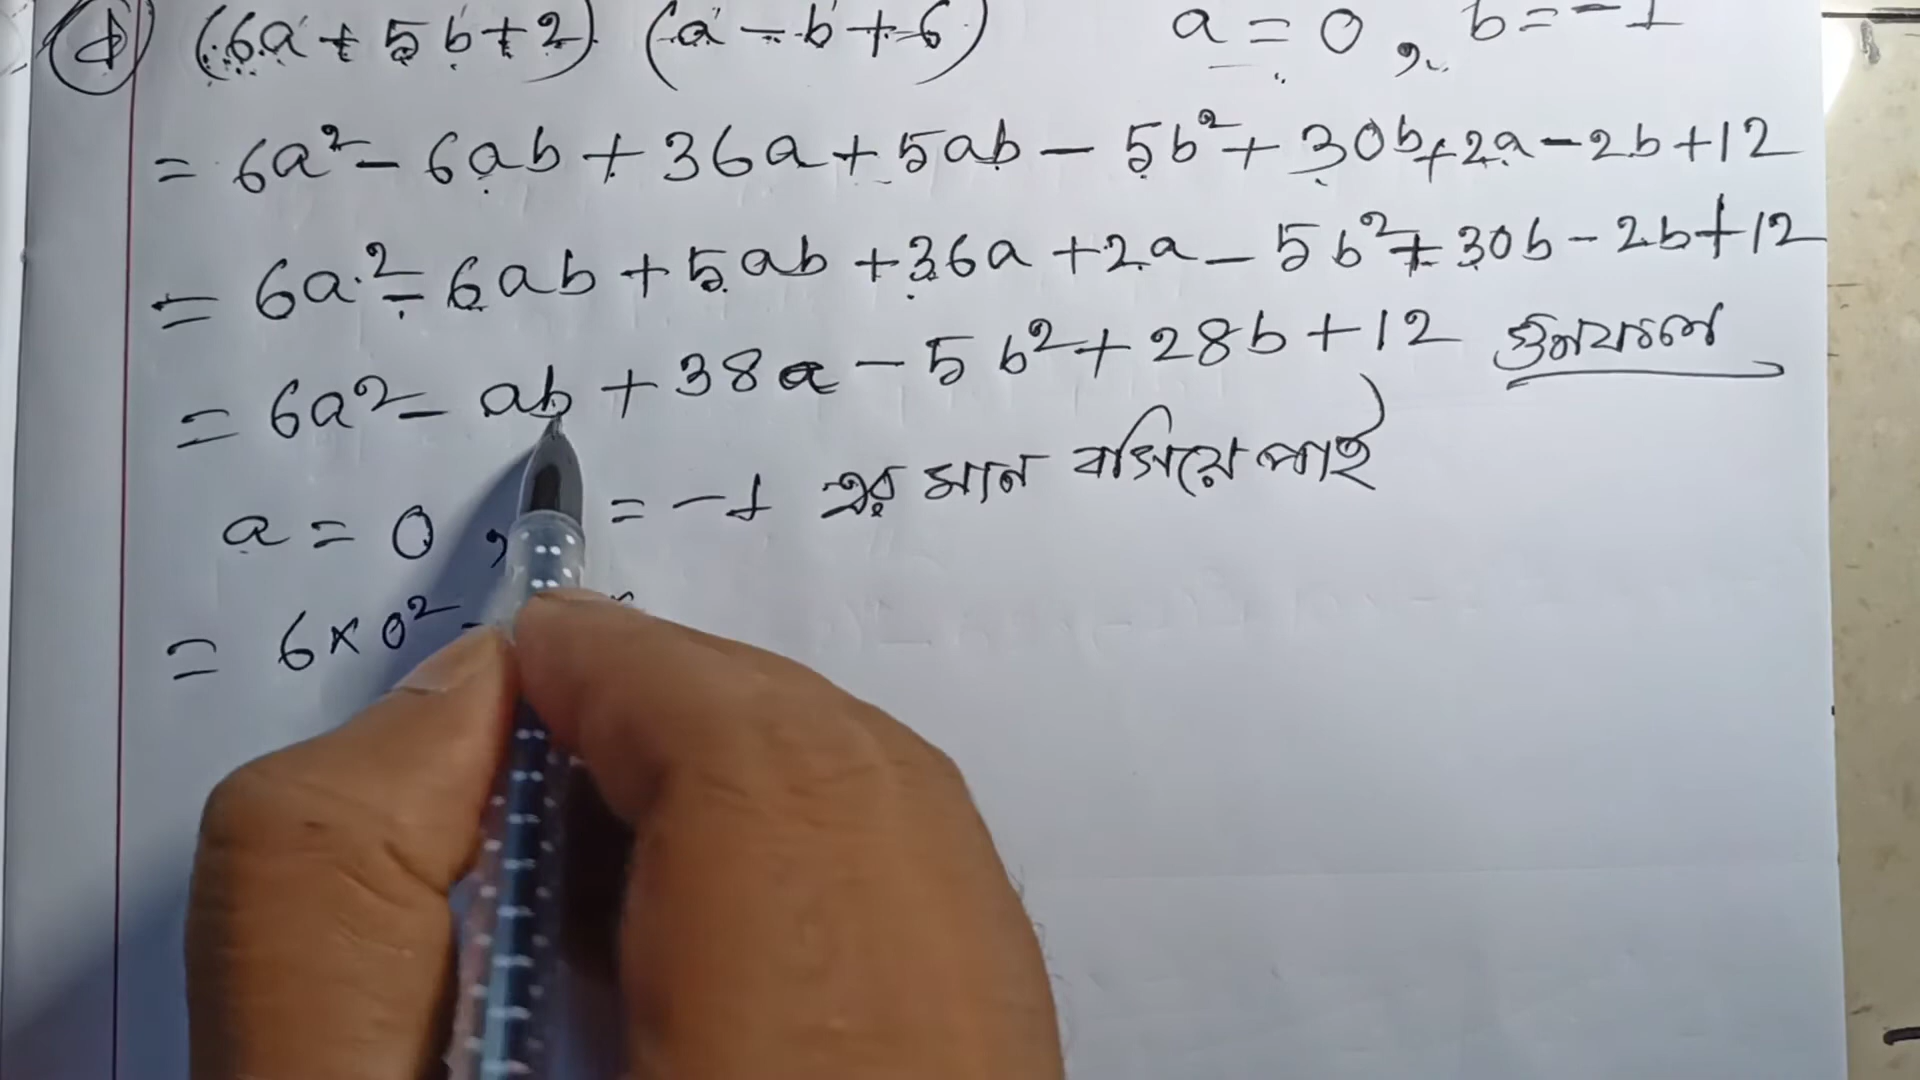 d (6a + 5b + 2) (a - b + 6) a = 0, b = -1
= 6a² - 6ab + 36a + 5ab - 5b² + 30b + 2a - 2b + 12
= 6a² - 6ab + 5ab + 36a + 2a - 5b² + 30b - 2b + 12
= 6a² - ab + 38a - 5b² + 28b + 12 গুনফল
a = 0, = -1 এর মান বসিয়ে পাই
= 6 × 0² -